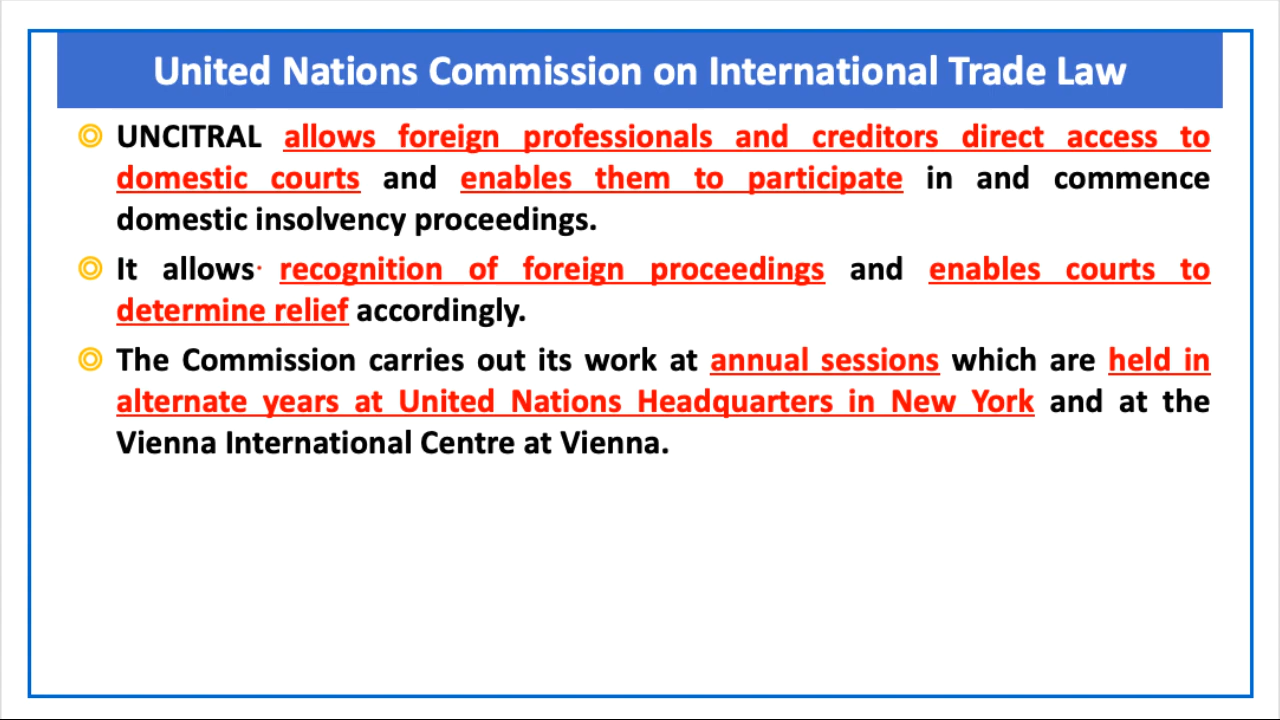 United Nations Commission on International Trade Law
UNCITRAL allows foreign professionals and creditors direct access to
domestic courts and enables them to participate in and commence
domestic insolvency proceedings.
It allows recognition of foreign proceedings and enables courts to
determine relief accordingly.
The Commission carries out its work at annual sessions which are held in
alternate years at United Nations Headquarters in New York and at the
Vienna International Centre at Vienna.